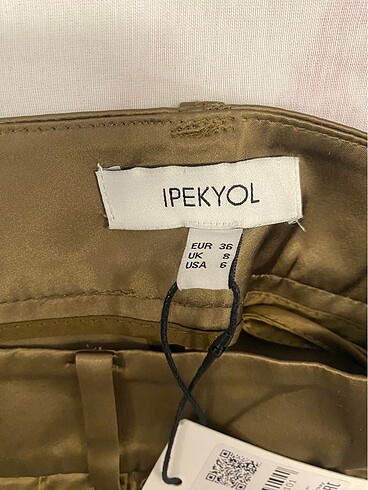 IPEKYOL
EUR 36
UK 8
USA 6